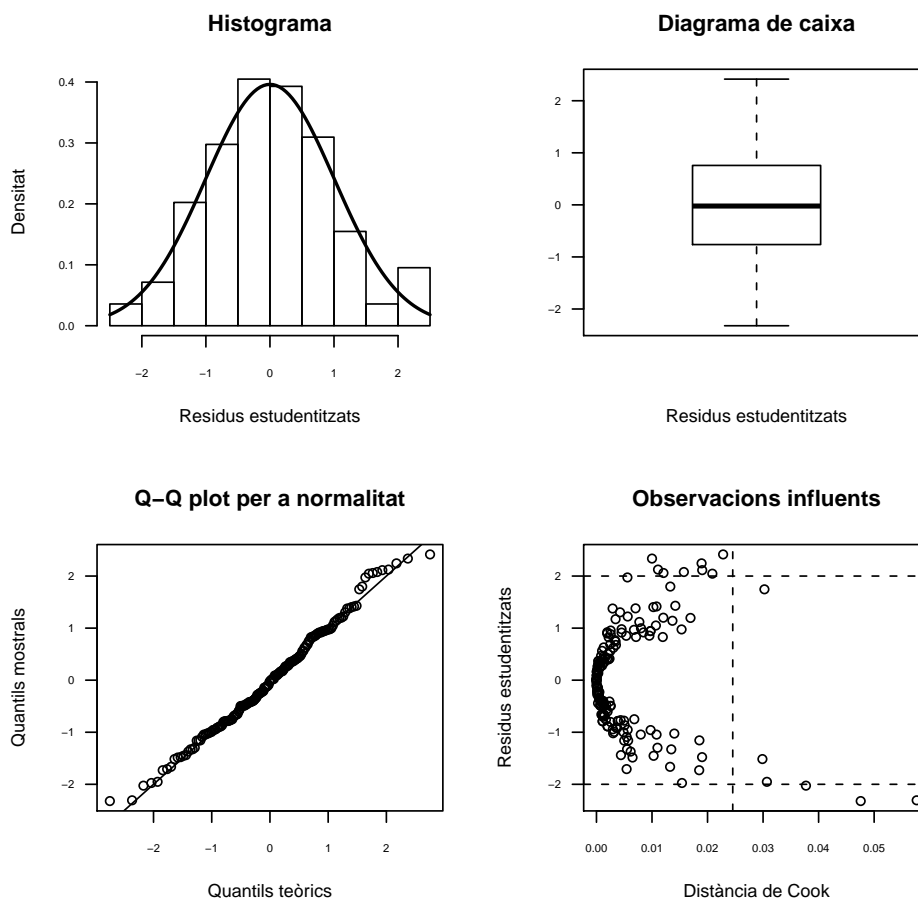 Histograma
Densitat
0.4
0.3
0.2
0.1
0.0
−2 −1 0 1 2
Residus estudentitzats
Diagrama de caixa
2
1
0
−1
−2
Residus estudentitzats
Q−Q plot per a normalitat
Quantils mostrals
2
1
0
−1
−2
−2 −1 0 1 2
Quantils teòrics
Observacions influents
Residus estudentitzats
2
1
0
−1
−2
0.00 0.01 0.02 0.03 0.04 0.05
Distància de Cook